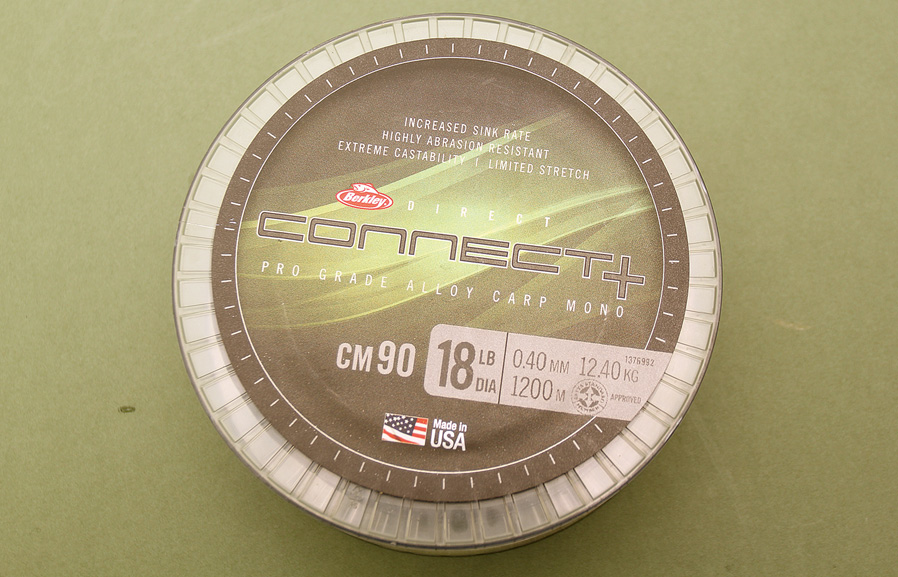 INCREASED SINK RATE
HIGHLY ABRASION RESISTANT
EXTREME CASTABILITY | LIMITED STRETCH
Berkley
DIRECT
CONNECT+
PRO GRADE ALLOY CARP MONO
CM90
18 LB DIA
0.40 MM 12.40 KG
1376992
1200 M
APPROVED
Made in
USA